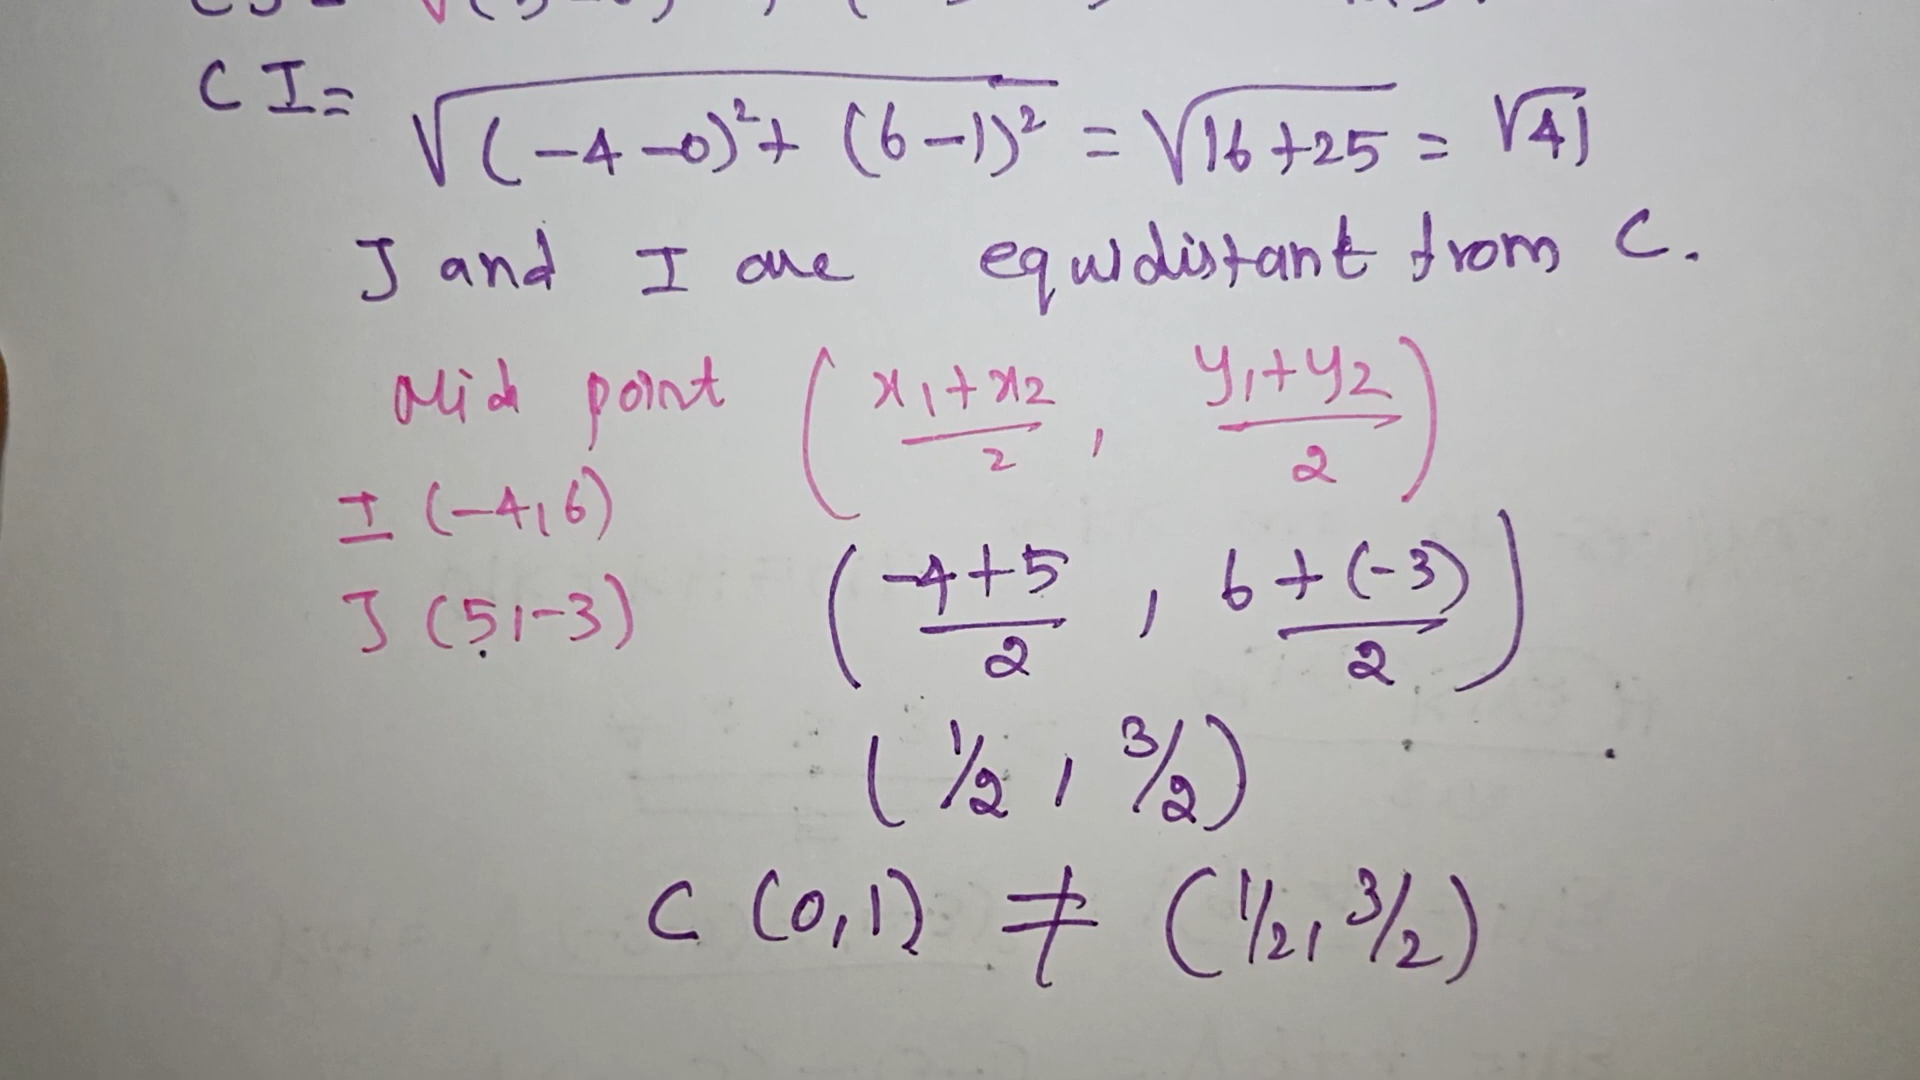 CI = √(-4-0)²+ (6-1)² = √16+25 = √41
J and I are equidistant from C.
Mid point (x1+x2/2 , y1+y2/2)
I (-4,6)
(-4+5/2 , 6+(-3)/2)
J (5,-3)
(1/2 , 3/2)
C (0,1) ≠ (1/2, 3/2)